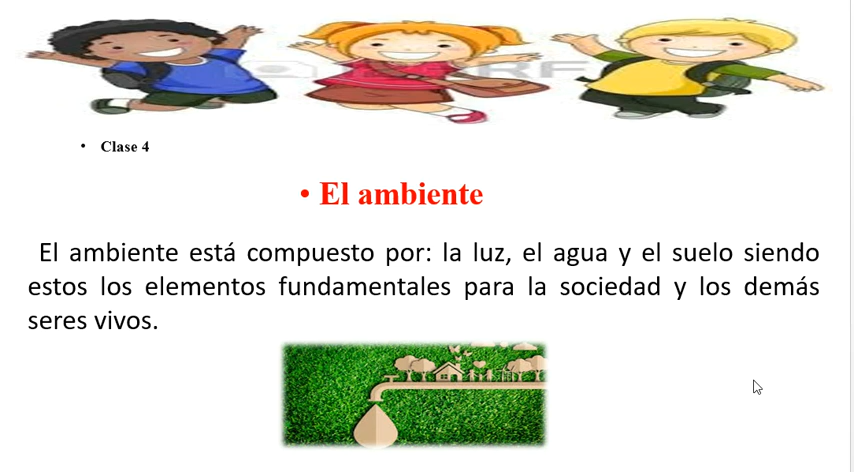 • Clase 4
• El ambiente
El ambiente está compuesto por: la luz, el agua y el suelo siendo
estos los elementos fundamentales para la sociedad y los demás
seres vivos.